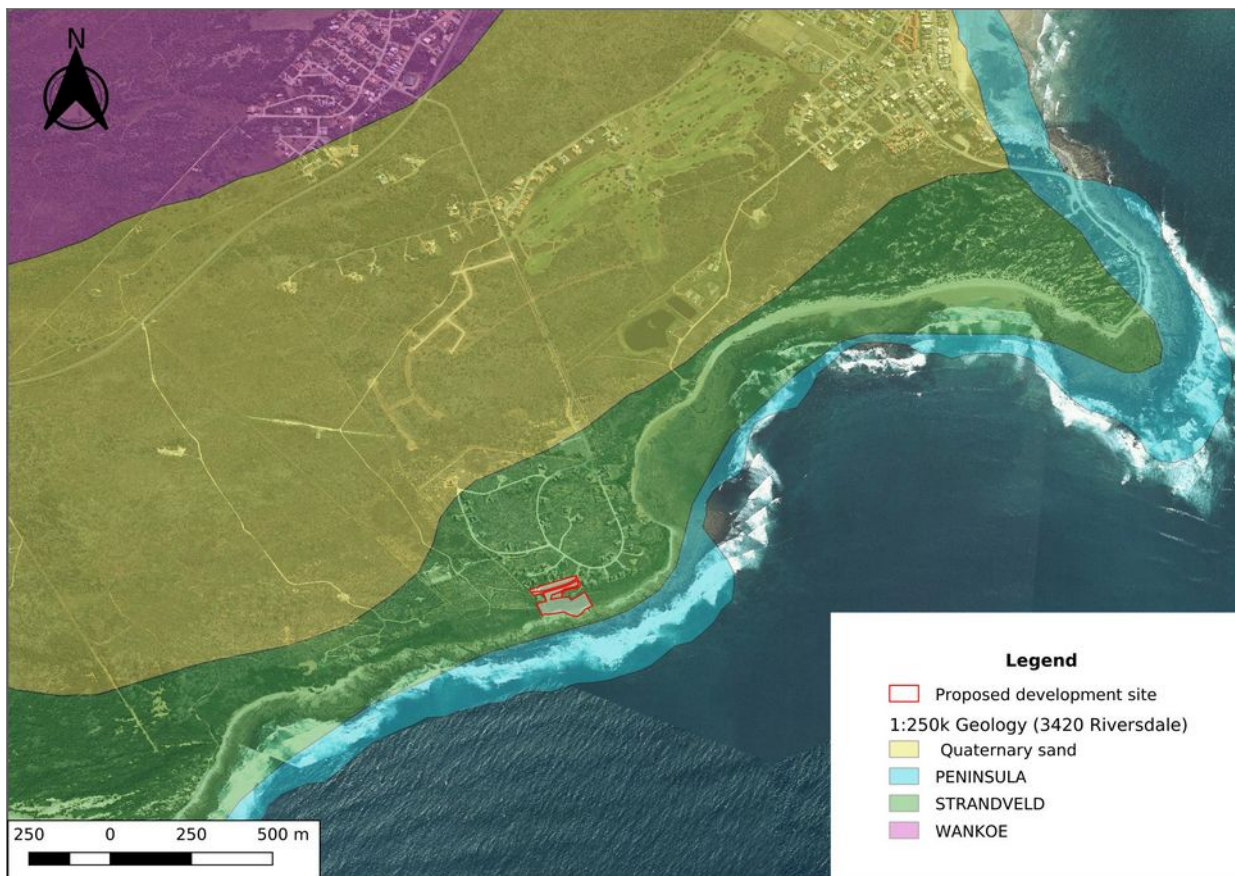 N
Legend
Proposed development site
1:250k Geology (3420 Riversdale)
Quaternary sand
PENINSULA
STRANDVELD
WANKOE
250 0 250 500 m